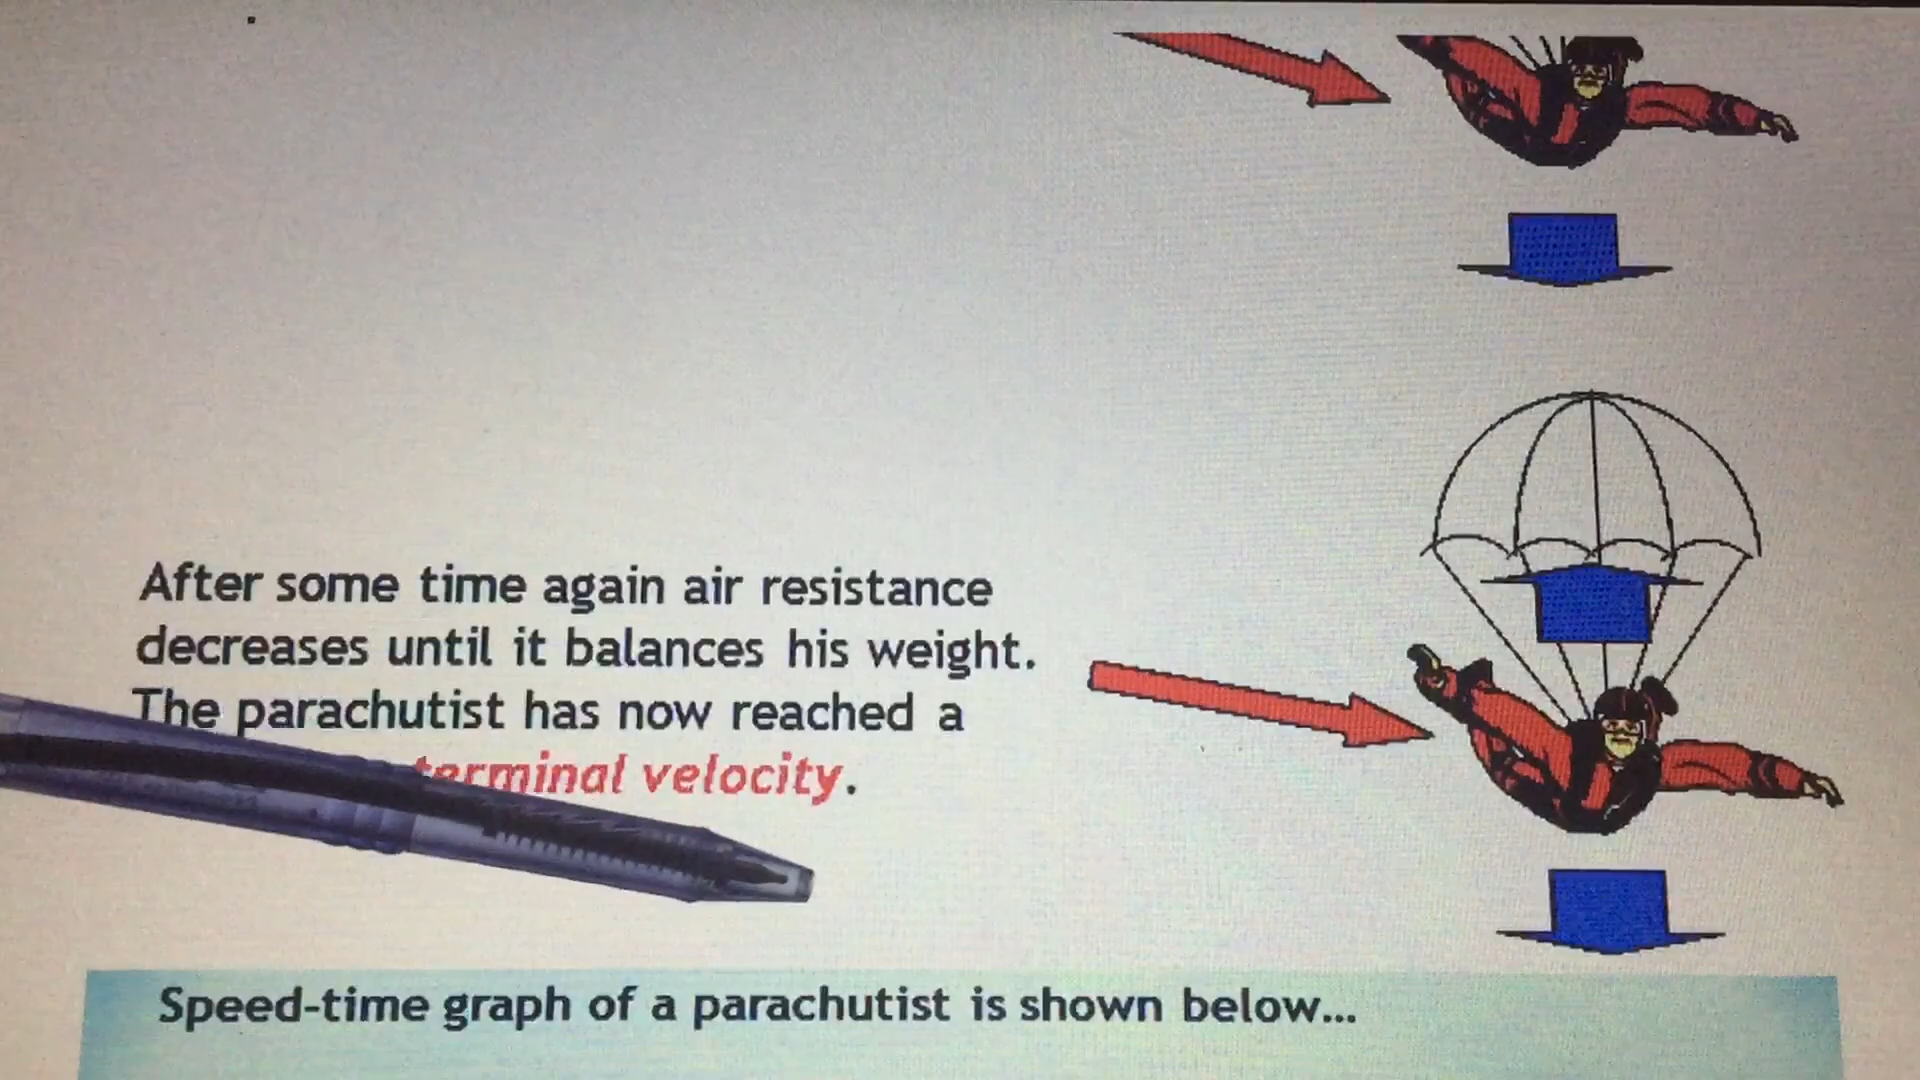 After some time again air resistance
decreases until it balances his weight.
The parachutist has now reached a
terminal velocity.
Speed-time graph of a parachutist is shown below...